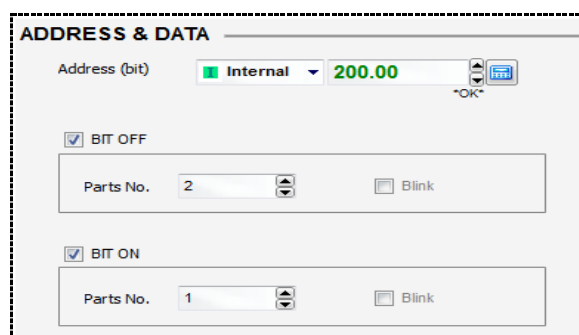 ADDRESS & DATA
Address (bit) I Internal 200.00
*OK*
BIT OFF
Parts No. 2 Blink
BIT ON
Parts No. 1 Blink